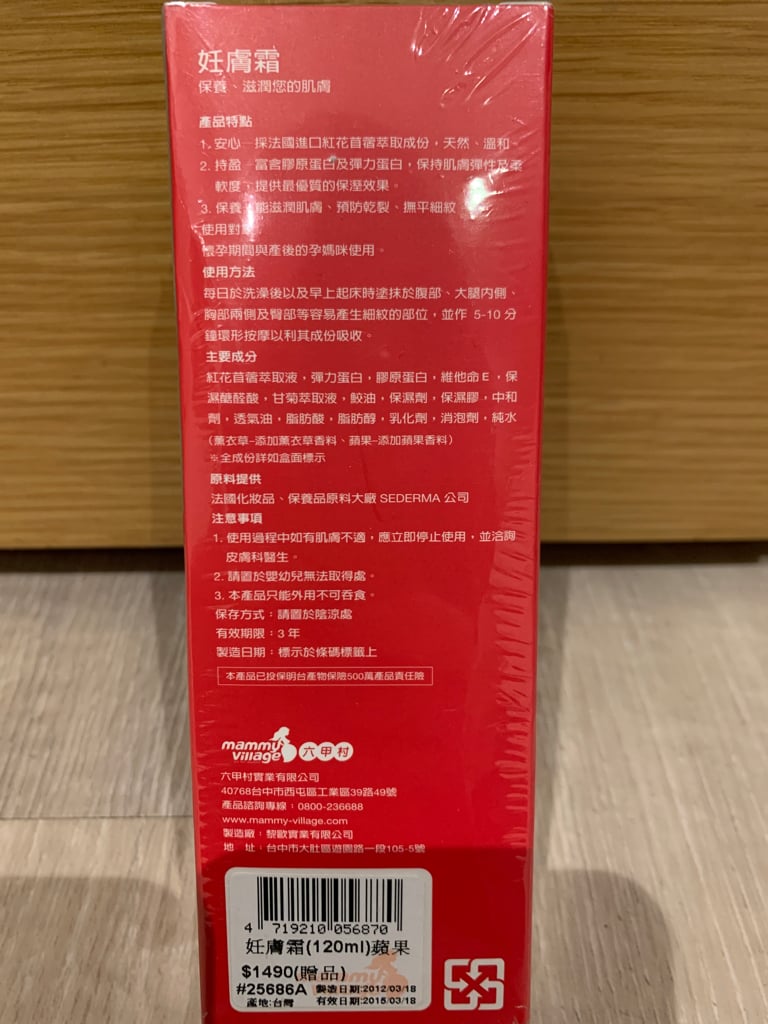 妊膚霜
保養、滋潤您的肌膚
產品特點
1. 安心—採法國進口紅花苜蓿萃取成份，天然、溫和
2. 持盈—富含膠原蛋白及彈力蛋白，保持肌膚彈性及柔
軟度，提供最優質的保溼效果。
3. 保養 能滋潤肌膚、預防乾裂、撫平細紋
使用對
懷孕期間與產後的孕媽咪使用。
使用方法
每日於洗澡後以及早上起床時塗抹於腹部、大腿內側、
胸部兩側及臀部等容易產生細紋的部位，並作 5-10 分
鐘環形按摩以利其成份吸收。
主要成分
紅花苜蓿萃取液，彈力蛋白，膠原蛋白，維他命E，保
濕醣醛酸，甘菊萃取液，鮫油，保濕劑，保濕膠，中和
劑，透氣油，脂肪酸，脂肪醇，乳化劑，消泡劑，純水
(薰衣草–添加薰衣草香料、蘋果–添加蘋果香料)
※全成份詳如盒面標示
原料提供
法國化妝品、保養品原料大廠 SEDERMA 公司
注意事項
1. 使用過程中如有肌膚不適，應立即停止使用，並洽詢
皮膚科醫生。
2. 請置於嬰幼兒無法取得處。
3. 本產品只能外用不可吞食。
保存方式：請置於陰涼處
有效期限：3 年
製造日期：標示於條碼標籤上
本產品已投保明台產物保險500萬產品責任險
mammy village 六甲村
六甲村實業有限公司
40768台中市西屯區工業區39路49號
產品諮詢專線：0800-236688
www.mammy-village.com
製造廠：黎歐實業有限公司
地 址：台中市大肚區遊園路一段105-5號
4 719210 056870
妊膚霜(120ml)蘋果
$1490(贈品)
#25686A 製造日期:2012/03/18
產地:台灣 有效日期:2015/03/18